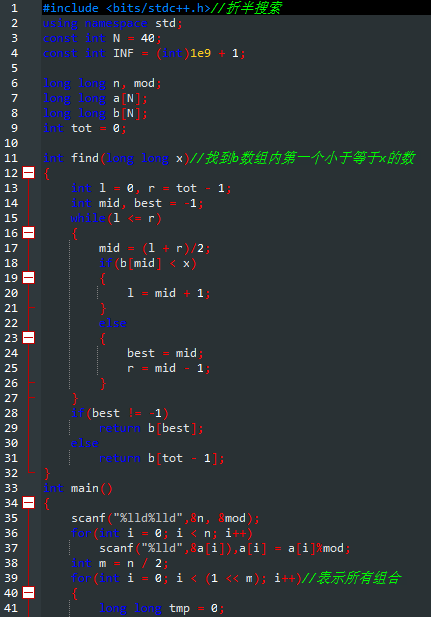 1 #include <bits/stdc++.h>//折半搜索
2 using namespace std;
3 const int N = 40;
4 const int INF = (int)1e9 + 1;
5
6 long long n, mod;
7 long long a[N];
8 long long b[N];
9 int tot = 0;
10
11 int find(long long x)//找到b数组内第一个小于等于x的数
12 {
13 int l = 0, r = tot - 1;
14 int mid, best = -1;
15 while(l <= r)
16 {
17 mid = (l + r)/2;
18 if(b[mid] < x)
19 {
20 l = mid + 1;
21 }
22 else
23 {
24 best = mid;
25 r = mid - 1;
26 }
27 }
28 if(best != -1)
29 return b[best];
30 else
31 return b[tot - 1];
32 }
33 int main()
34 {
35 scanf("%lld%lld",&n, &mod);
36 for(int i = 0; i < n; i++)
37 scanf("%lld",&a[i]),a[i] = a[i]%mod;
38 int m = n / 2;
39 for(int i = 0; i < (1 << m); i++)//表示所有组合
40 {
41 long long tmp = 0;